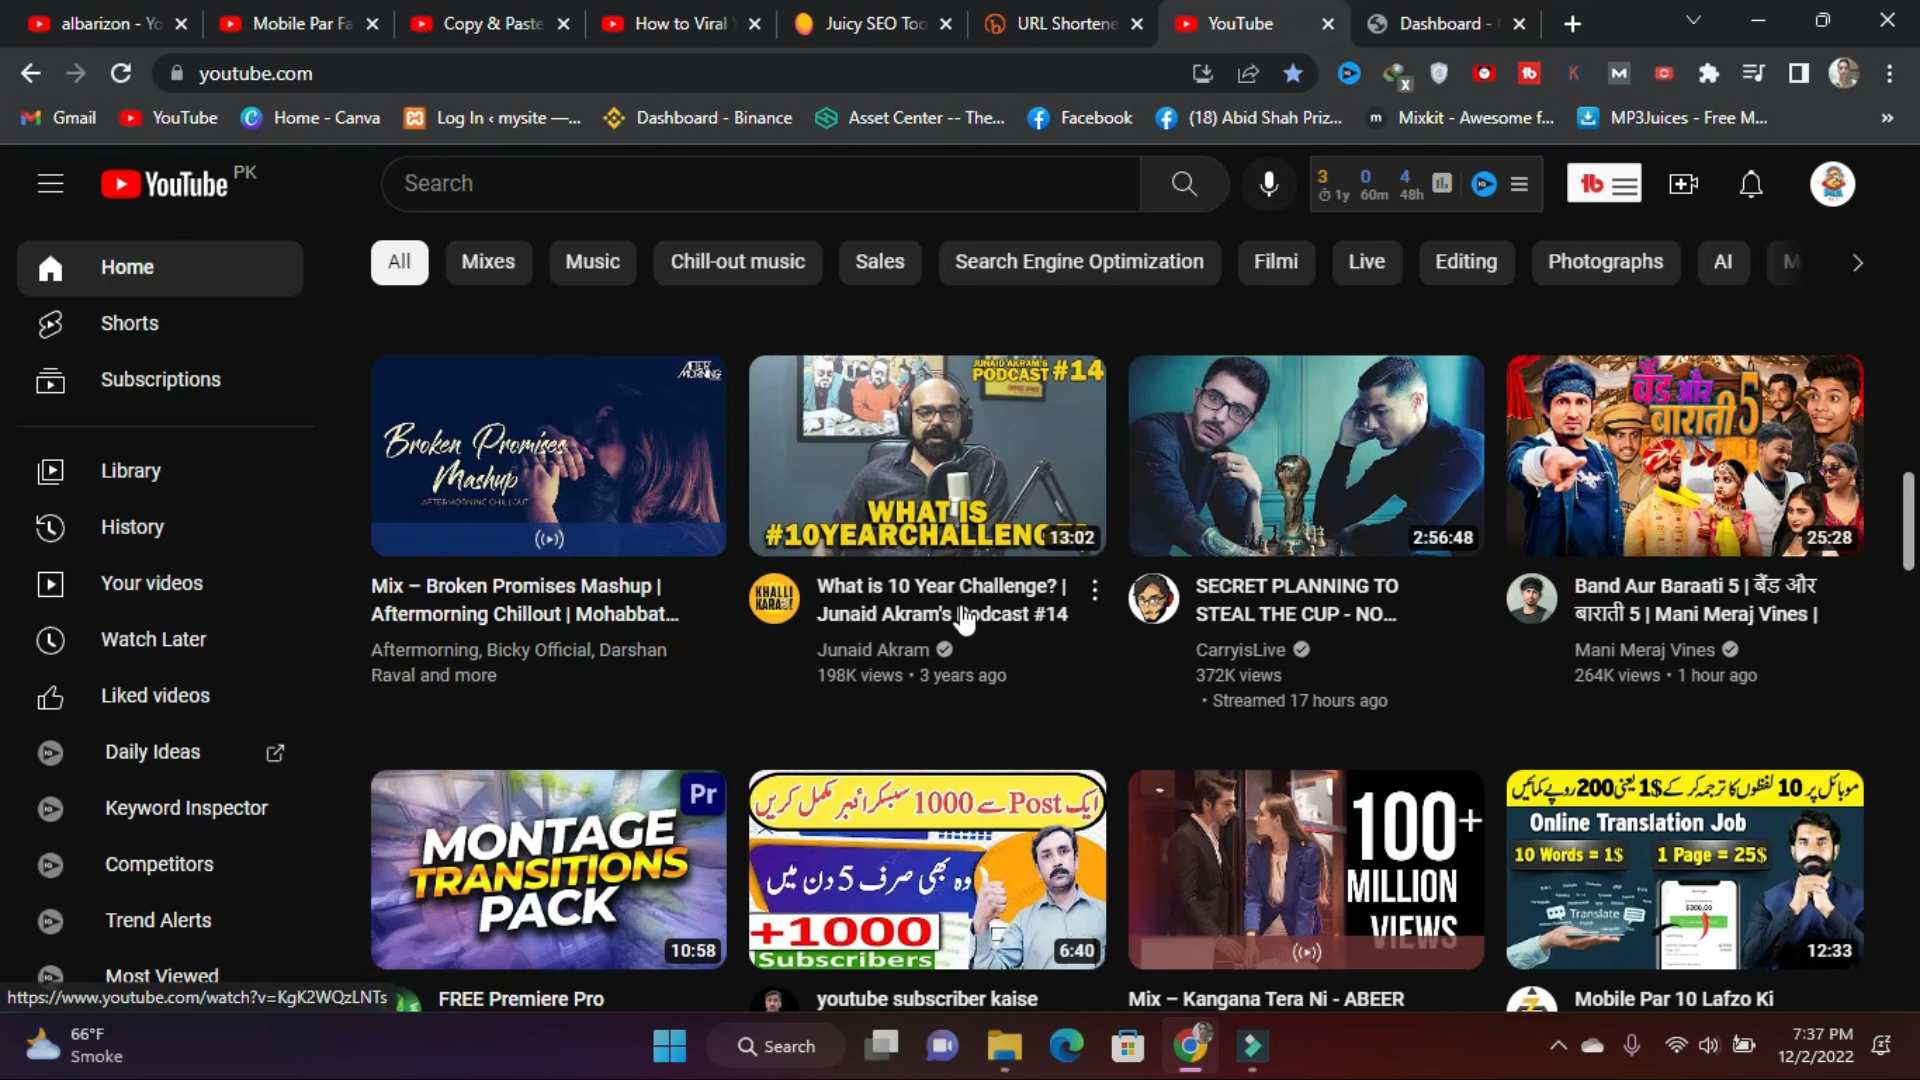 albarizon - Yo
Mobile Par Fa
Copy & Paste
How to Viral
Juicy SEO Too
URL Shortene
YouTube
Dashboard -
youtube.com
Gmail
YouTube
Home - Canva
Log In ‹ mysite —...
Dashboard - Binance
Asset Center -- The...
Facebook
(18) Abid Shah Priz...
Mixkit - Awesome f...
MP3Juices - Free M...
YouTube PK
Search
3 0 4
1y 60m 48h
Home
Shorts
Subscriptions
Library
History
Your videos
Watch Later
Liked videos
Daily Ideas
Keyword Inspector
Competitors
Trend Alerts
Most Viewed
All
Mixes
Music
Chill-out music
Sales
Search Engine Optimization
Filmi
Live
Editing
Photographs
AI
AFTER MORNING
Broken Promises
Mashup
AFTERMORNING CHILLOUT
JUNAID AKRAM'S
PODCAST #14
WHAT IS
#10YEARCHALLENG
13:02
2:56:48
बैंड और
बाराती 5
25:28
Mix – Broken Promises Mashup |
Aftermorning Chillout | Mohabbat...
Aftermorning, Bicky Official, Darshan
Raval and more
What is 10 Year Challenge? |
Junaid Akram's Podcast #14
Junaid Akram
198K views • 3 years ago
SECRET PLANNING TO
STEAL THE CUP - NO...
CarryisLive
372K views
• Streamed 17 hours ago
Band Aur Baraati 5 | बैंड और
बाराती 5 | Mani Meraj Vines |
Mani Meraj Vines
264K views • 1 hour ago
Pr
MONTAGE
TRANSITIONS
PACK
10:58
ایک Post سے 1000 سبسکرائبر مکمل کریں
وہ بھی صرف 5 دن میں
+1000
Subscribers
6:40
100+
MILLION
VIEWS
موبائل پر 10 لفظوں کا ترجمہ کر کے $1 یعنی 200 روپے کمائیں
Online Translation Job
10 Words = 1$
1 Page = 25$
Translate
$200.00
12:33
FREE Premiere Pro
youtube subscriber kaise
Mix – Kangana Tera Ni - ABEER
Mobile Par 10 Lafzo Ki
https://www.youtube.com/watch?v=KgK2WQzLNTs
66°F
Smoke
Search
7:37 PM
12/2/2022